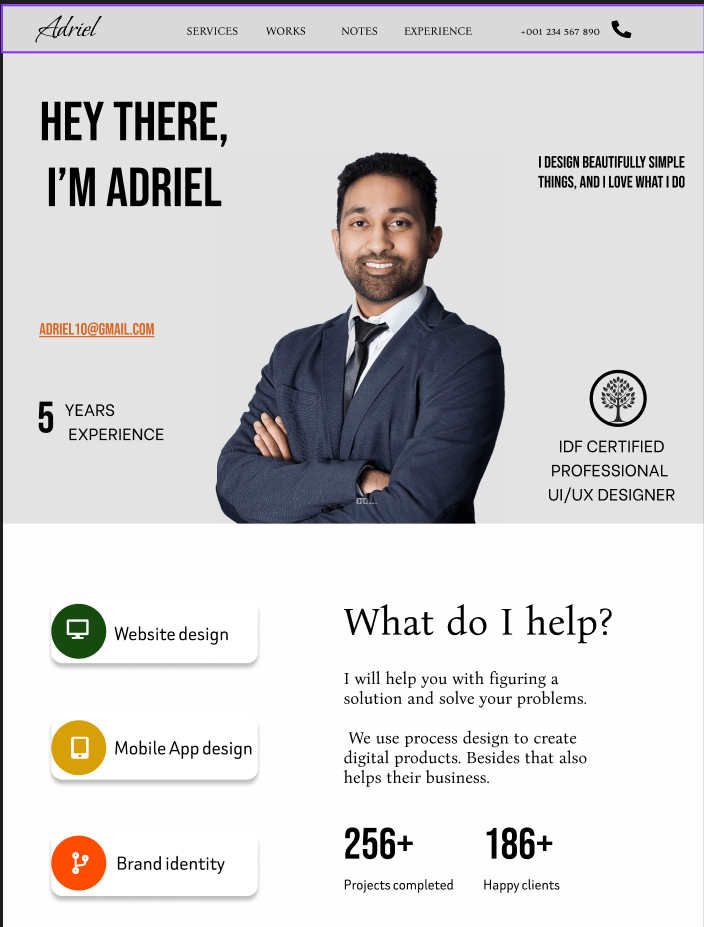 Adriel
SERVICES
WORKS
NOTES
EXPERIENCE
+001 234 567 890
HEY THERE,
I'M ADRIEL
I DESIGN BEAUTIFULLY SIMPLE
THINGS, AND I LOVE WHAT I DO
ADRIEL10@GMAIL.COM
5 YEARS
EXPERIENCE
IDF CERTIFIED
PROFESSIONAL
UI/UX DESIGNER
Website design
Mobile App design
Brand identity
What do I help?
I will help you with figuring a
solution and solve your problems.
We use process design to create
digital products. Besides that also
helps their business.
256+
Projects completed
186+
Happy clients